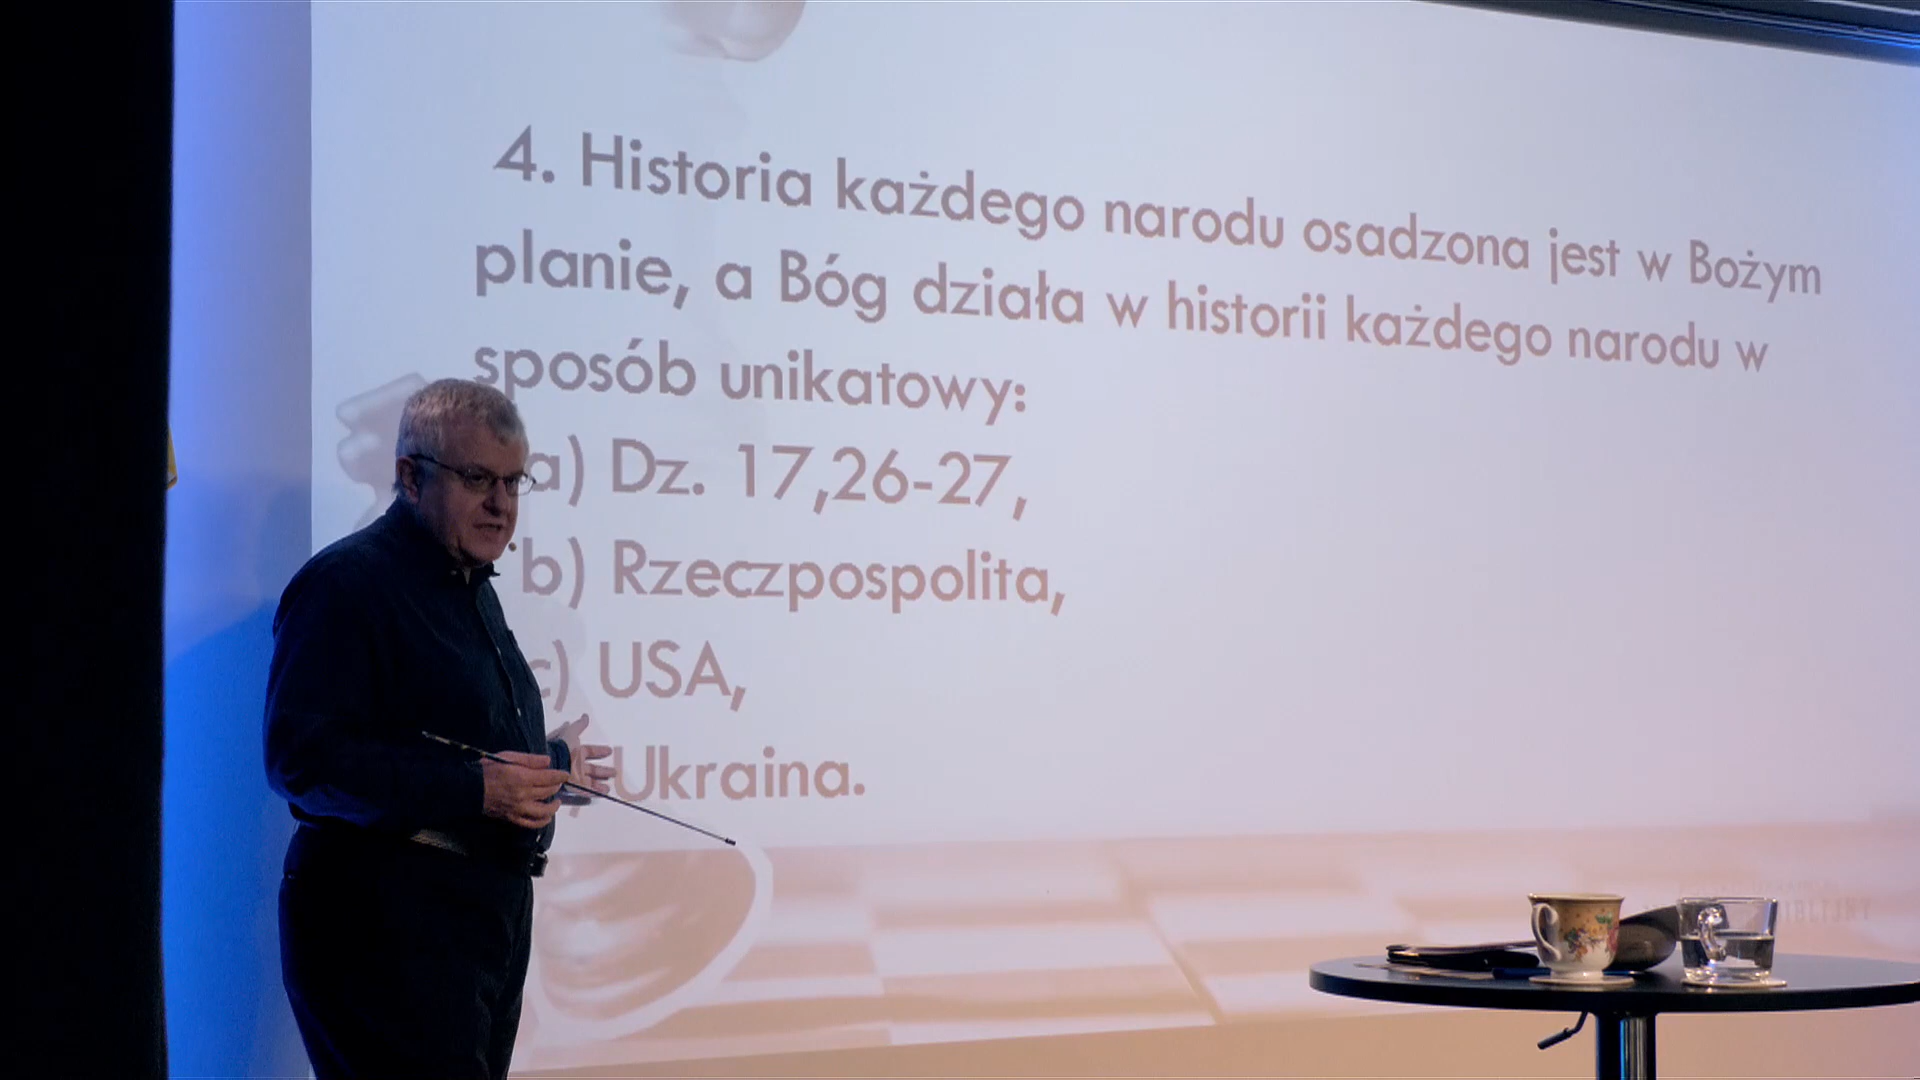 4. Historia każdego narodu osadzona jest w Bożym
planie, a Bóg działa w historii każdego narodu w
sposób unikatowy:
a) Dz. 17,26-27,
b) Rzeczpospolita,
c) USA,
Ukraina.